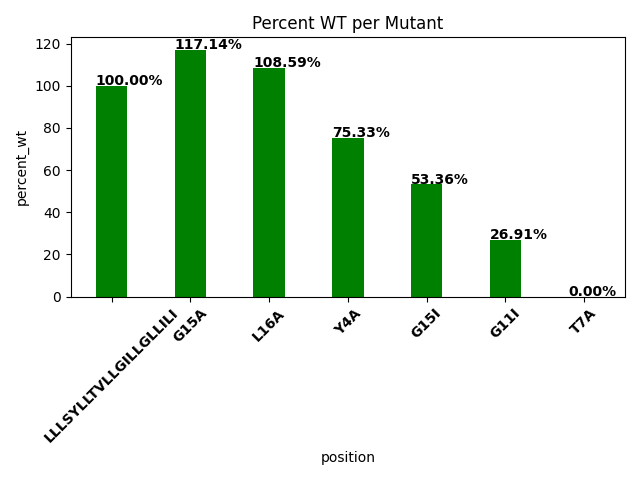 Percent WT per Mutant
percent_wt
120
100
80
60
40
20
0
100.00%
117.14%
108.59%
75.33%
53.36%
26.91%
0.00%
LLLSYLLTVLLGILLGLLILI
G15A
L16A
Y4A
G15I
G11I
T7A
position